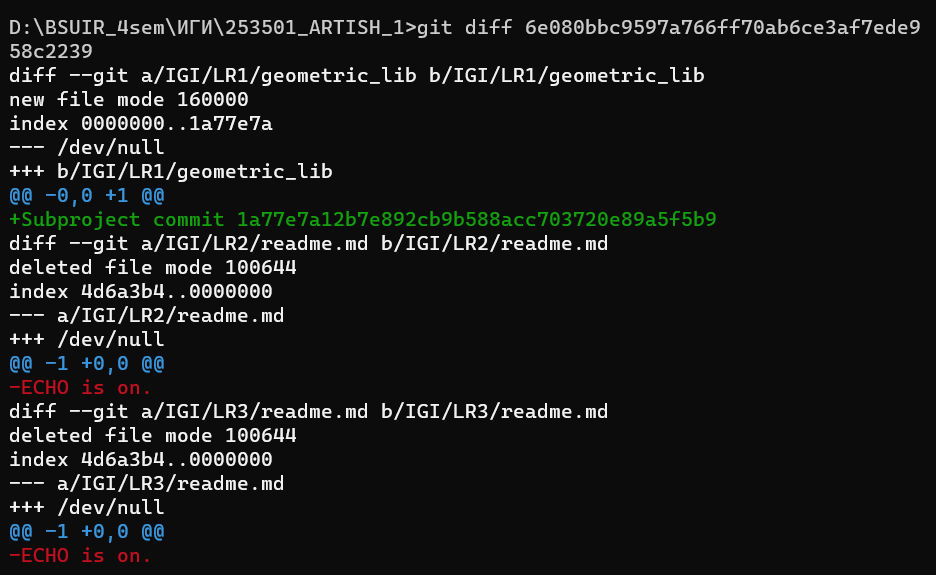 D:\BSUIR_4sem\ИГИ\253501_ARTISH_1>git diff 6e080bbc9597a766ff70ab6ce3af7ede9
58c2239
diff --git a/IGI/LR1/geometric_lib b/IGI/LR1/geometric_lib
new file mode 160000
index 0000000..1a77e7a
--- /dev/null
+++ b/IGI/LR1/geometric_lib
@@ -0,0 +1 @@
+Subproject commit 1a77e7a12b7e892cb9b588acc703720e89a5f5b9
diff --git a/IGI/LR2/readme.md b/IGI/LR2/readme.md
deleted file mode 100644
index 4d6a3b4..0000000
--- a/IGI/LR2/readme.md
+++ /dev/null
@@ -1 +0,0 @@
-ECHO is on.
diff --git a/IGI/LR3/readme.md b/IGI/LR3/readme.md
deleted file mode 100644
index 4d6a3b4..0000000
--- a/IGI/LR3/readme.md
+++ /dev/null
@@ -1 +0,0 @@
-ECHO is on.